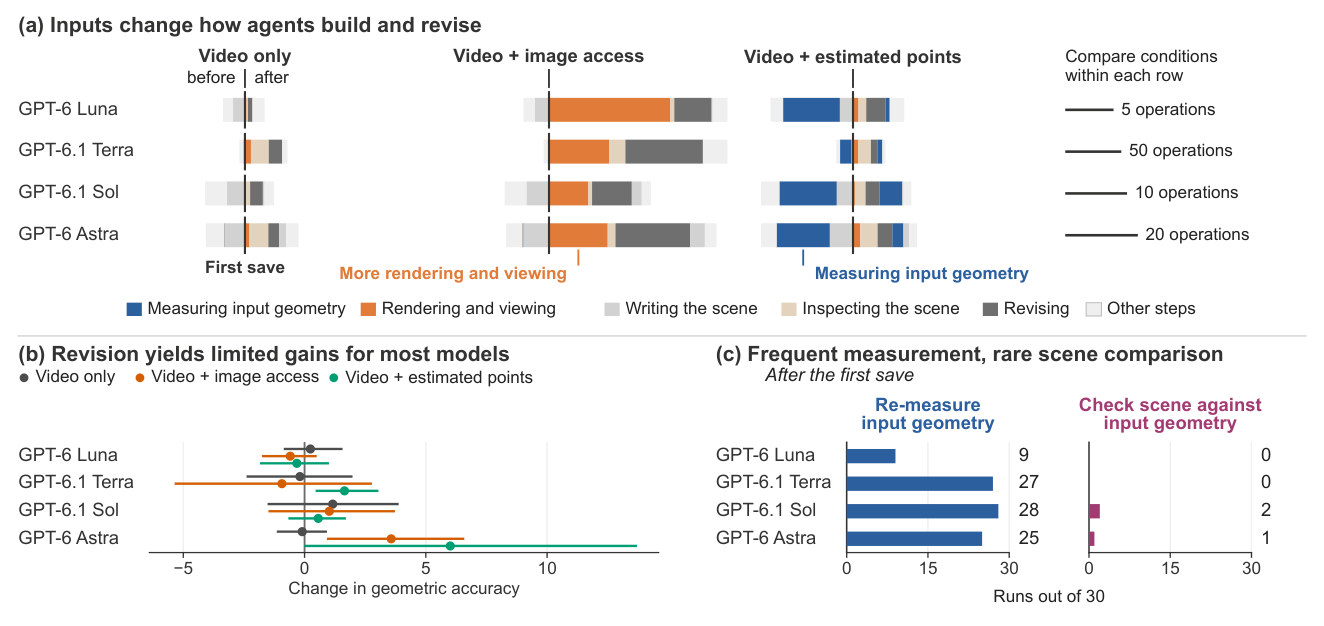 (a) Inputs change how agents build and revise
Video only
before after
Video + image access
Video + estimated points
Compare conditions
within each row
GPT-6 Luna
5 operations
GPT-6.1 Terra
50 operations
GPT-6.1 Sol
10 operations
GPT-6 Astra
20 operations
First save
More rendering and viewing
Measuring input geometry
Measuring input geometry
Rendering and viewing
Writing the scene
Inspecting the scene
Revising
Other steps
(b) Revision yields limited gains for most models
Video only
Video + image access
Video + estimated points
GPT-6 Luna
GPT-6.1 Terra
GPT-6.1 Sol
GPT-6 Astra
−5 0 5 10
Change in geometric accuracy
(c) Frequent measurement, rare scene comparison
After the first save
Re-measure
input geometry
Check scene against
input geometry
GPT-6 Luna 9 0
GPT-6.1 Terra 27 0
GPT-6.1 Sol 28 2
GPT-6 Astra 25 1
0 15 30 0 15 30
Runs out of 30